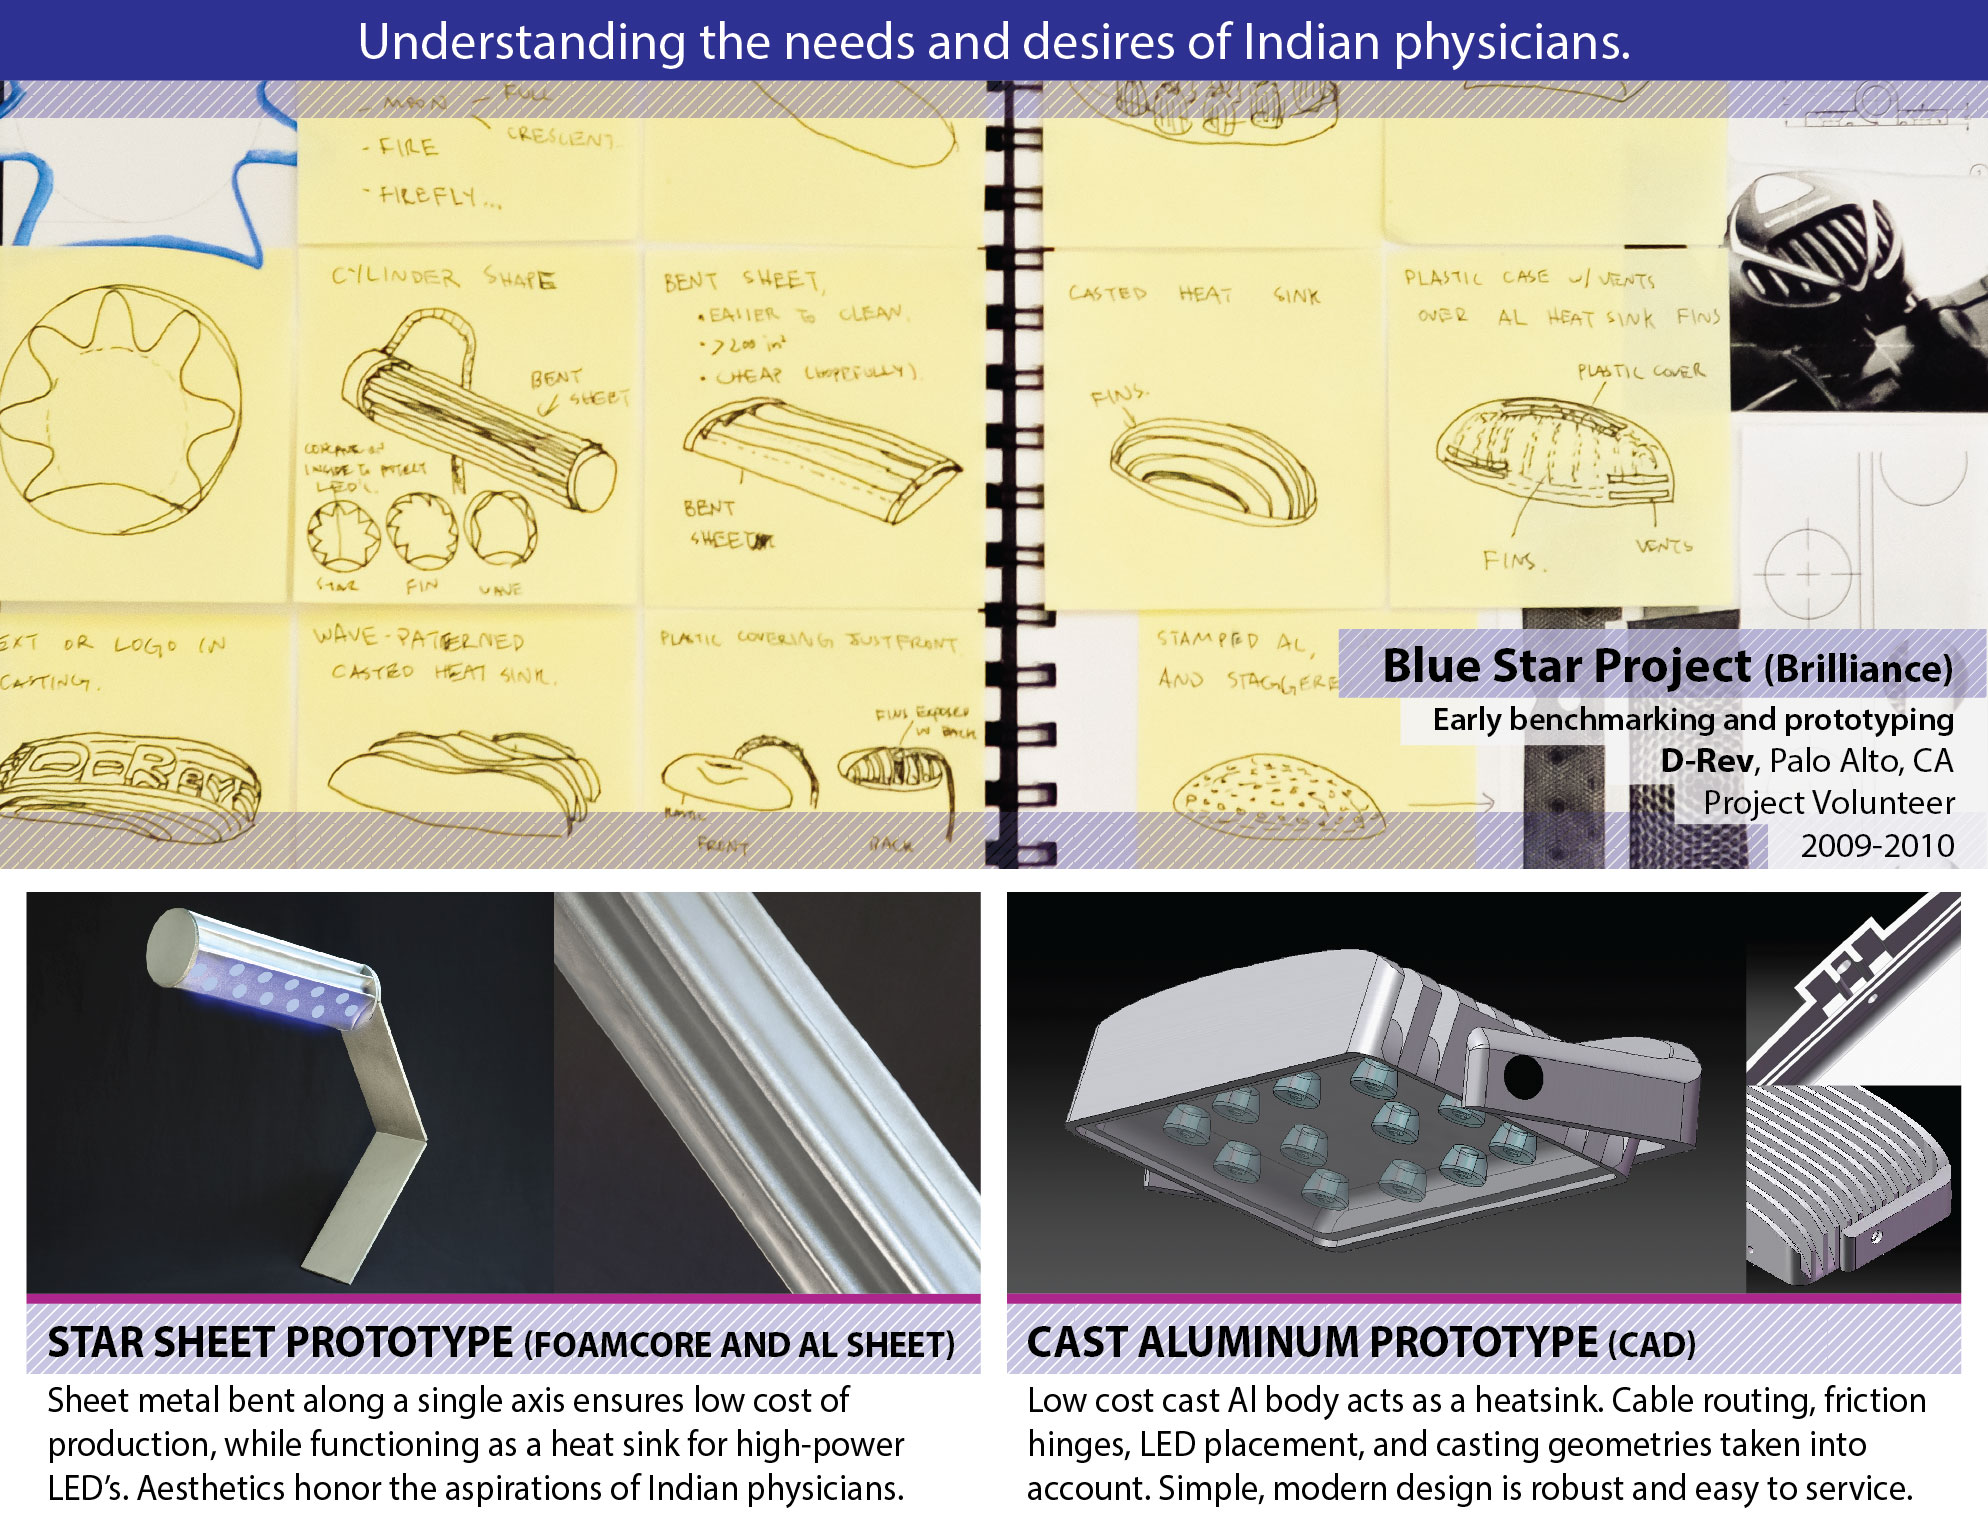 Understanding the needs and desires of Indian physicians.
- MOON - FULL
CRESCENT
- FIRE
- FIREFLY...
CYLINDER SHAPE
BENT
SHEET
INSIDE TO PROTECT
LED'S.
STAR FIN WAVE
BENT SHEET,
• EASIER TO CLEAN.
• >200 in²
• CHEAP (HOPEFULLY).
BENT
SHEET
CASTED HEAT SINK
FINS.
PLASTIC CASE W/ VENTS
OVER AL HEAT SINK FINS
PLASTIC COVER
FINS.
VENTS
EXT OR LOGO IN
CASTING.
D-REV
WAVE-PATERNED
CASTED HEAT SINK.
PLASTIC COVERING JUST FRONT
FINS EXPOSED
IN BACK
PLASTIC
FRONT
BACK
STAMPED AL,
AND STAGGERE
Blue Star Project (Brilliance)
Early benchmarking and prototyping
D-Rev, Palo Alto, CA
Project Volunteer
2009-2010
STAR SHEET PROTOTYPE (FOAMCORE AND AL SHEET)
Sheet metal bent along a single axis ensures low cost of
production, while functioning as a heat sink for high-power
LED's. Aesthetics honor the aspirations of Indian physicians.
CAST ALUMINUM PROTOTYPE (CAD)
Low cost cast Al body acts as a heatsink. Cable routing, friction
hinges, LED placement, and casting geometries taken into
account. Simple, modern design is robust and easy to service.